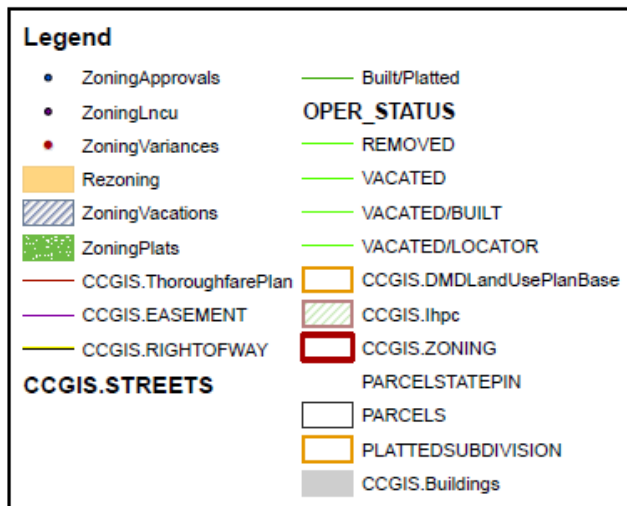 Legend
ZoningApprovals
ZoningLncu
ZoningVariances
Rezoning
ZoningVacations
ZoningPlats
CCGIS.ThoroughfarePlan
CCGIS.EASEMENT
CCGIS.RIGHTOFWAY
CCGIS.STREETS
Built/Platted
OPER_STATUS
REMOVED
VACATED
VACATED/BUILT
VACATED/LOCATOR
CCGIS.DMDLandUsePlanBase
CCGIS.Ihpc
CCGIS.ZONING
PARCELSTATEPIN
PARCELS
PLATTEDSUBDIVISION
CCGIS.Buildings